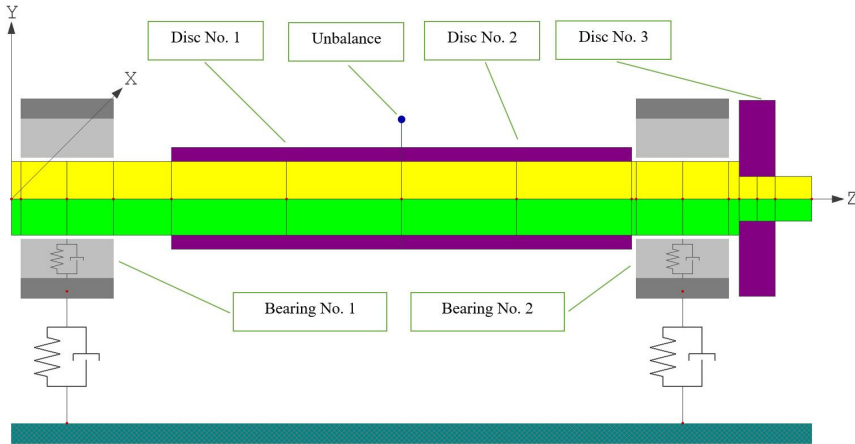 Y
Disc No. 1
Unbalance
Disc No. 2
Disc No. 3
X
Z
Bearing No. 1
Bearing No. 2